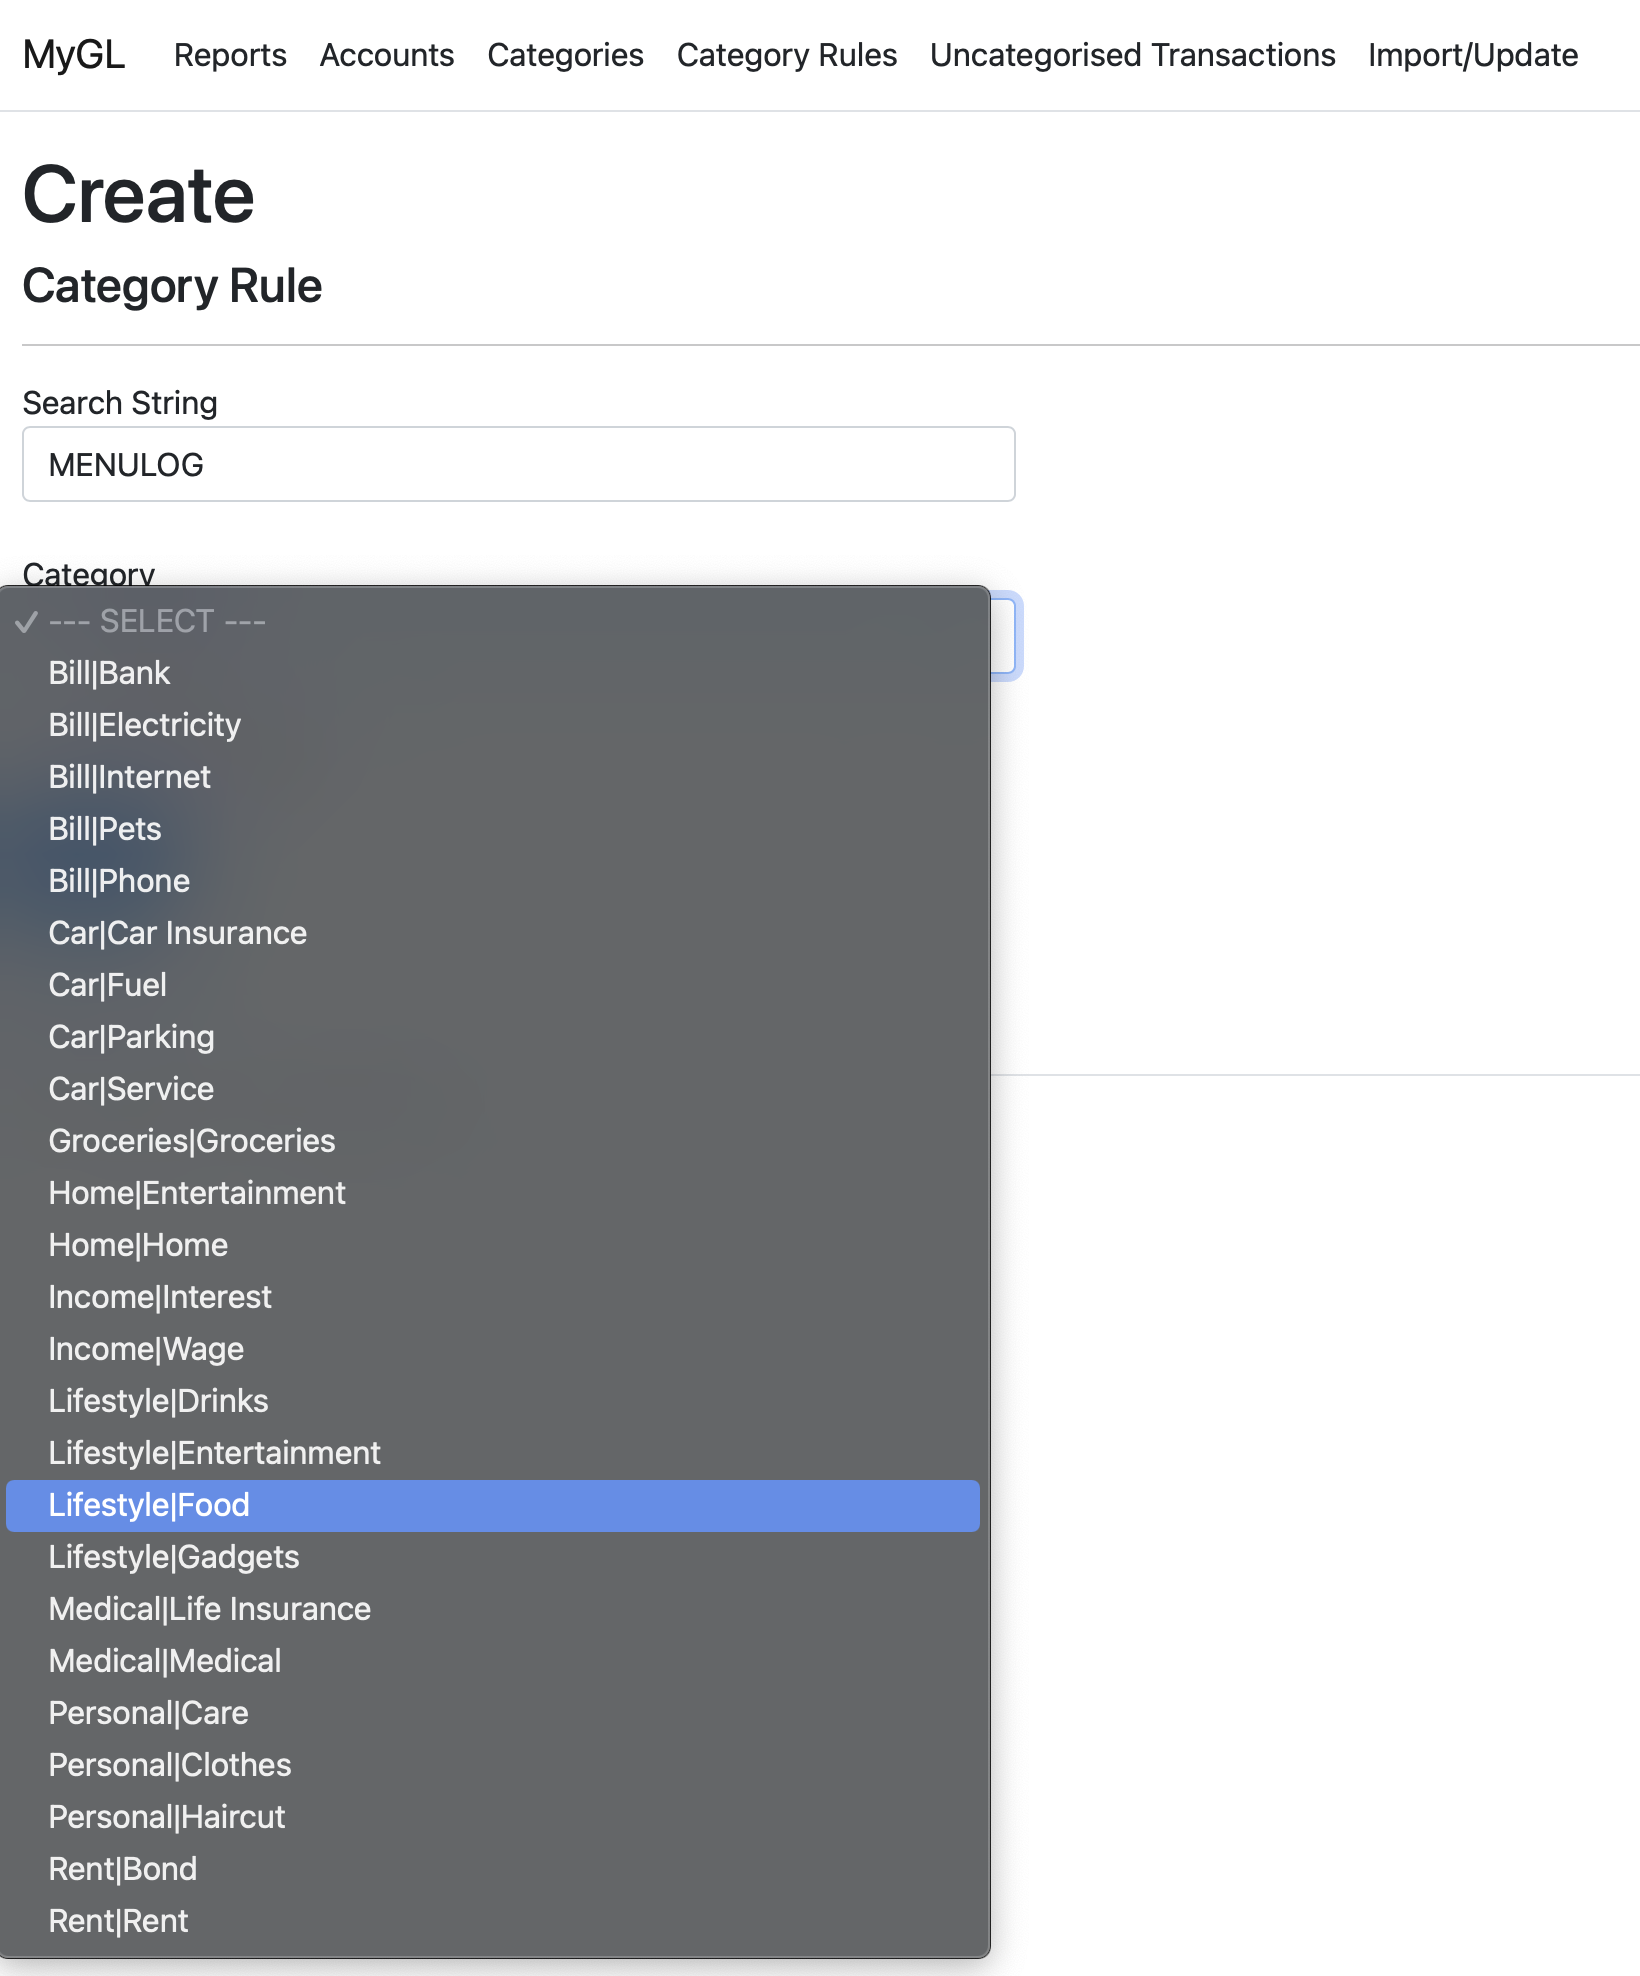 MyGL Reports Accounts Categories Category Rules Uncategorised Transactions Import/Update
Create
Category Rule
Search String
MENULOG
Category
✓ --- SELECT ---
Bill|Bank
Bill|Electricity
Bill|Internet
Bill|Pets
Bill|Phone
Car|Car Insurance
Car|Fuel
Car|Parking
Car|Service
Groceries|Groceries
Home|Entertainment
Home|Home
Income|Interest
Income|Wage
Lifestyle|Drinks
Lifestyle|Entertainment
Lifestyle|Food
Lifestyle|Gadgets
Medical|Life Insurance
Medical|Medical
Personal|Care
Personal|Clothes
Personal|Haircut
Rent|Bond
Rent|Rent